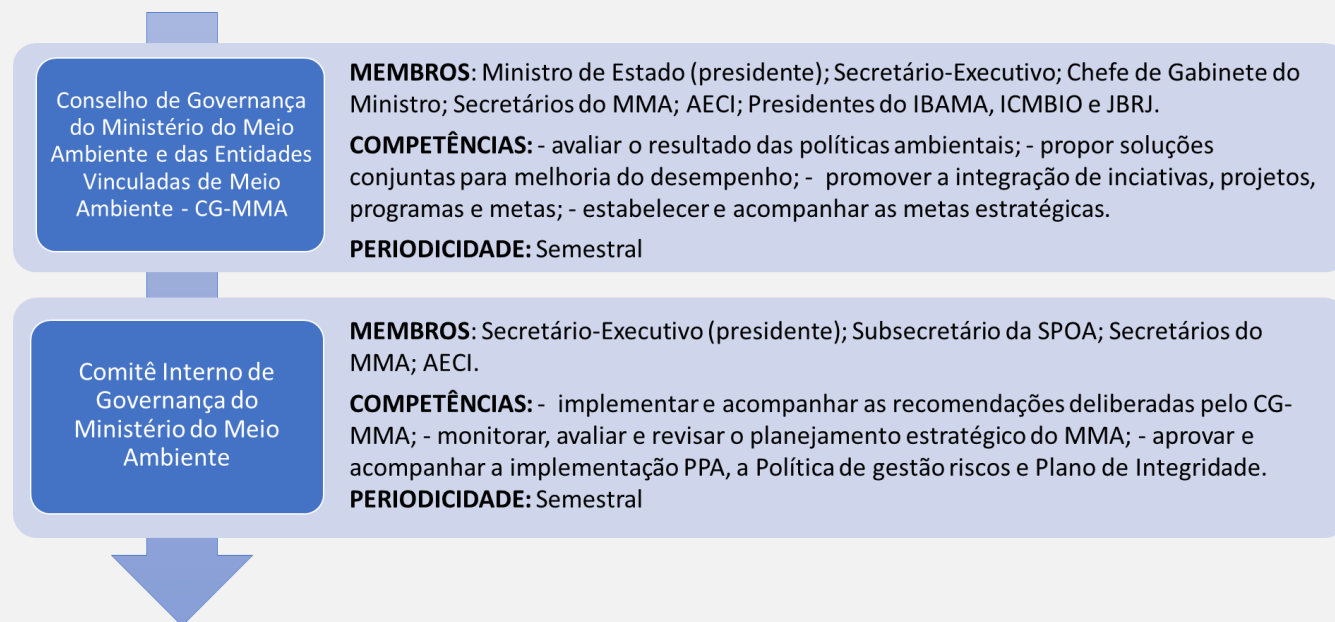 Conselho de Governança
do Ministério do Meio
Ambiente e das Entidades
Vinculadas de Meio
Ambiente - CG-MMA
MEMBROS: Ministro de Estado (presidente); Secretário-Executivo; Chefe de Gabinete do
Ministro; Secretários do MMA; AECI; Presidentes do IBAMA, ICMBIO e JBRJ.
COMPETÊNCIAS: - avaliar o resultado das políticas ambientais; - propor soluções
conjuntas para melhoria do desempenho; - promover a integração de inciativas, projetos,
programas e metas; - estabelecer e acompanhar as metas estratégicas.
PERIODICIDADE: Semestral
Comitê Interno de
Governança do
Ministério do Meio
Ambiente
MEMBROS: Secretário-Executivo (presidente); Subsecretário da SPOA; Secretários do
MMA; AECI.
COMPETÊNCIAS: - implementar e acompanhar as recomendações deliberadas pelo CG-
MMA; - monitorar, avaliar e revisar o planejamento estratégico do MMA; - aprovar e
acompanhar a implementação PPA, a Política de gestão riscos e Plano de Integridade.
PERIODICIDADE: Semestral